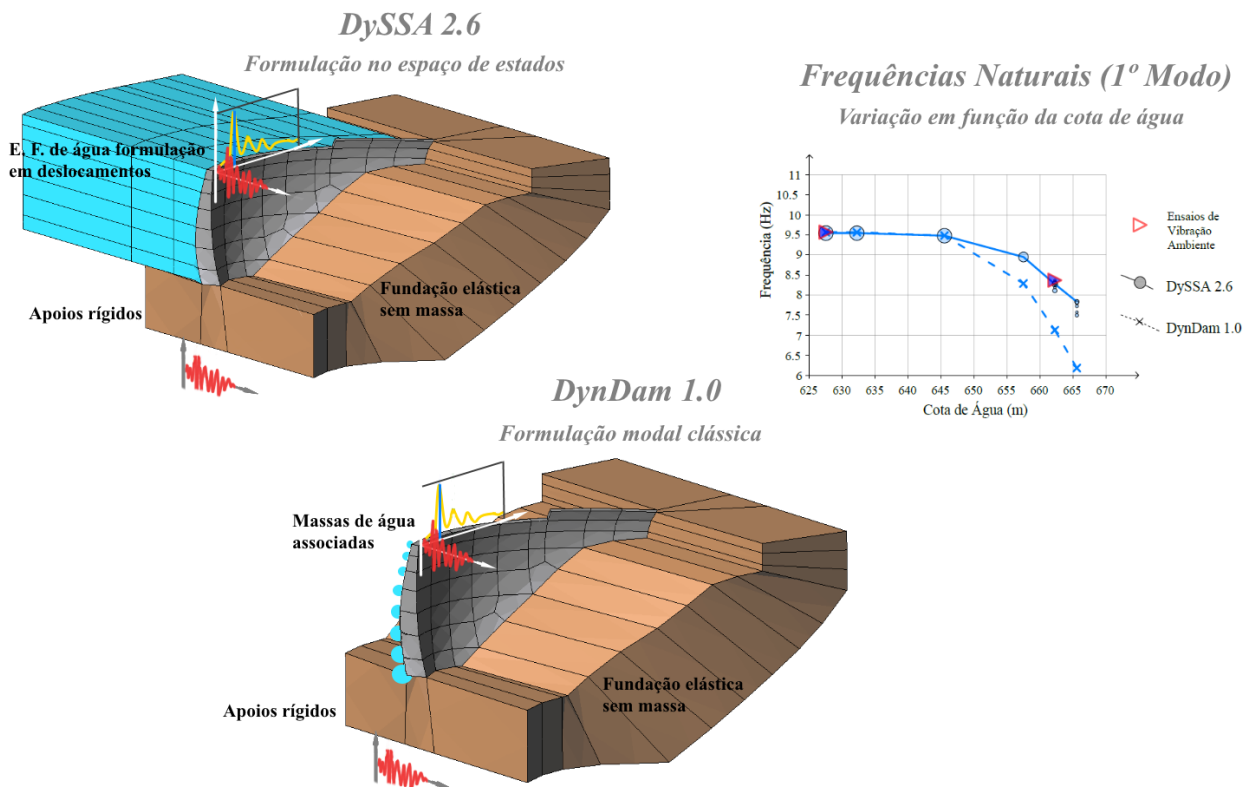 DySSA 2.6
Formulação no espaço de estados
E. F. de água formulação
em deslocamentos
Apoios rígidos
Fundação elástica
sem massa
Frequências Naturais (1º Modo)
Variação em função da cota de água
Frequência (Hz)
11
10.5
10
9.5
9
8.5
8
7.5
7
6.5
6
625
630
635
640
645
650
655
660
665
670
Cota de Água (m)
Ensaios de
Vibração
Ambiente
DySSA 2.6
DynDam 1.0
DynDam 1.0
Formulação modal clássica
Massas de água
associadas
Apoios rígidos
Fundação elástica
sem massa